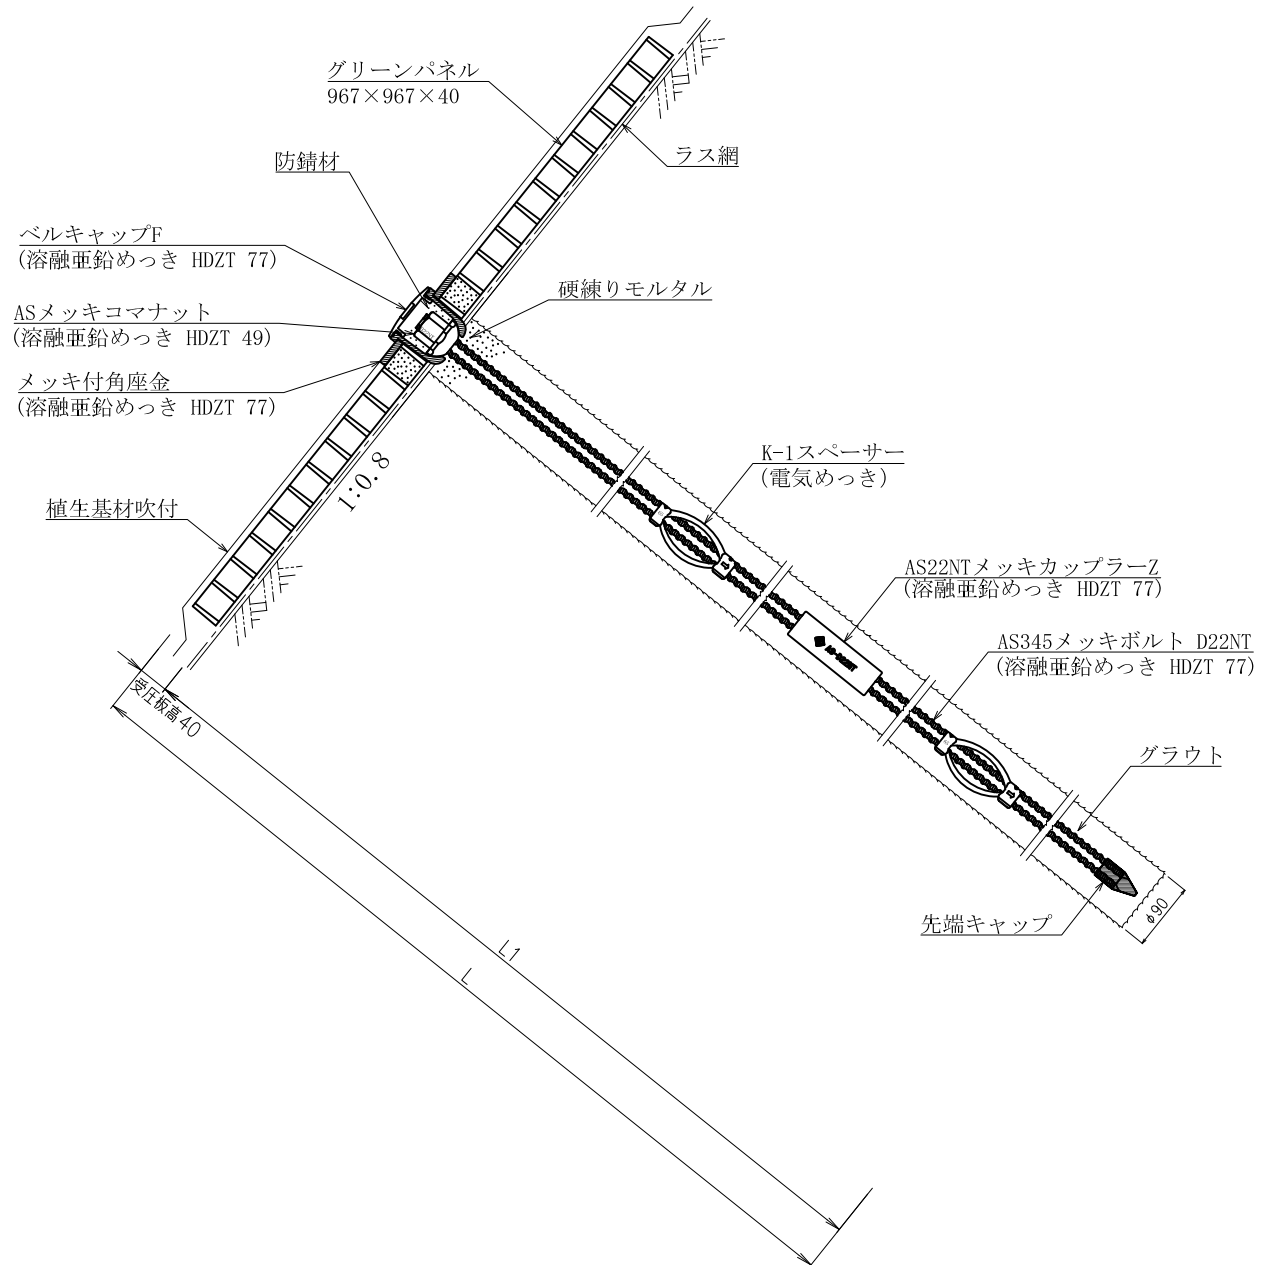 グリーンパネル
967×967×40
ラス網
防錆材
ベルキャップF
(溶融亜鉛めっき HDZT 77)
硬練りモルタル
ASメッキコマナット
(溶融亜鉛めっき HDZT 49)
メッキ付角座金
(溶融亜鉛めっき HDZT 77)
1:0.8
K-1スペーサー
(電気めっき)
植生基材吹付
AS22NTメッキカップラーZ
(溶融亜鉛めっき HDZT 77)
AS345メッキボルト D22NT
(溶融亜鉛めっき HDZT 77)
受圧板高40
グラウト
先端キャップ
φ90
L1
L